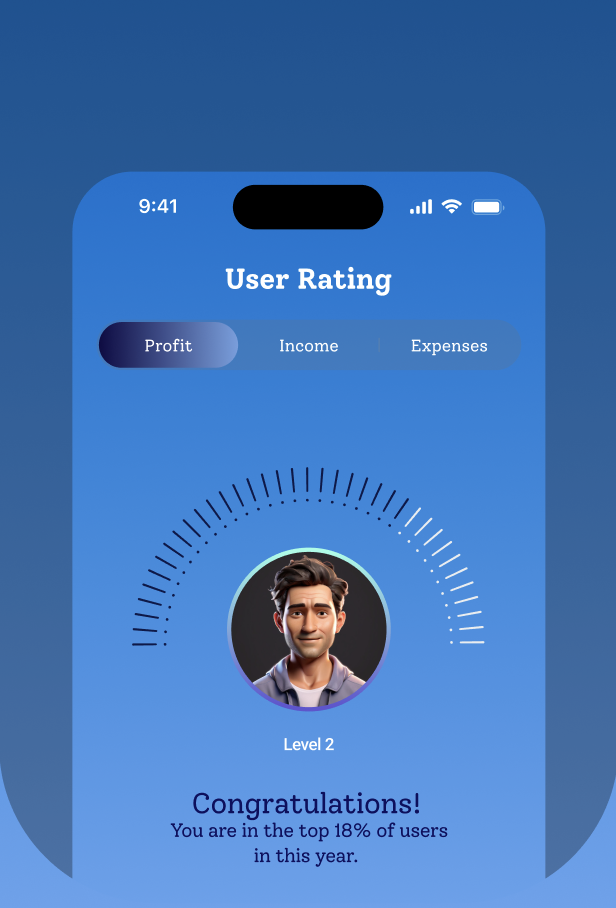 9:41
User Rating
Profit Income Expenses
Level 2
Congratulations!
You are in the top 18% of users
in this year.